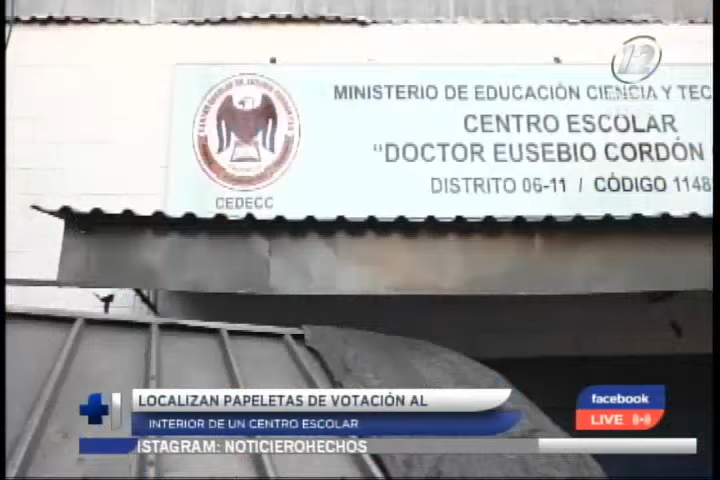 12
MINISTERIO DE EDUCACIÓN CIENCIA Y TEC
CENTRO ESCOLAR
"DOCTOR EUSEBIO CORDÓN
DISTRITO 06-11 / CÓDIGO 1148
CEDECC
LOCALIZAN PAPELETAS DE VOTACIÓN AL
INTERIOR DE UN CENTRO ESCOLAR
ISTAGRAM: NOTICIEROHECHOS
facebook
LIVE